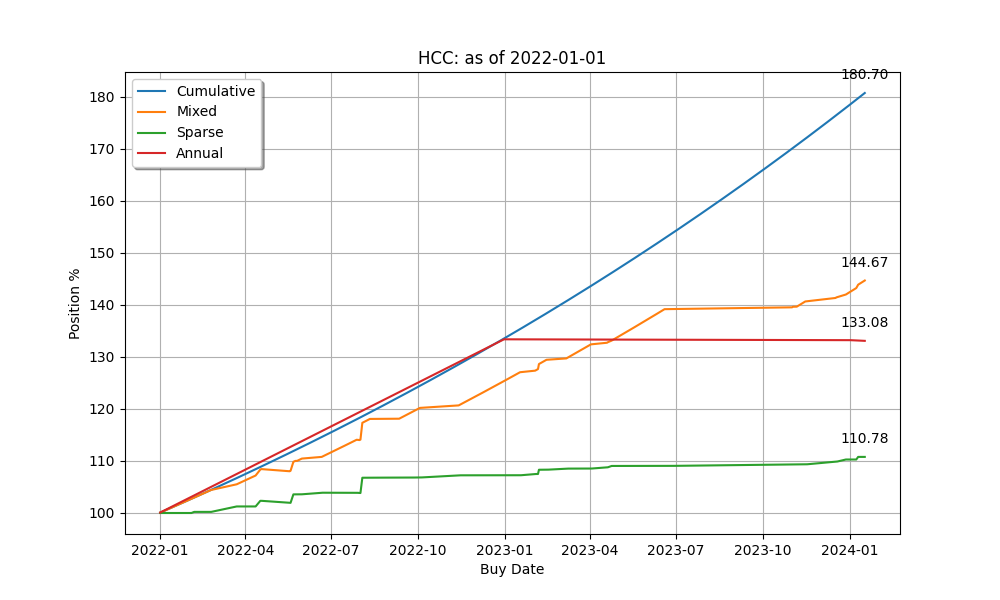 HCC: as of 2022-01-01
180.70
Cumulative
Mixed
Sparse
Annual
180
170
160
150
140
130
120
110
100
144.67
133.08
110.78
Position %
2022-01 2022-04 2022-07 2022-10 2023-01 2023-04 2023-07 2023-10 2024-01
Buy Date